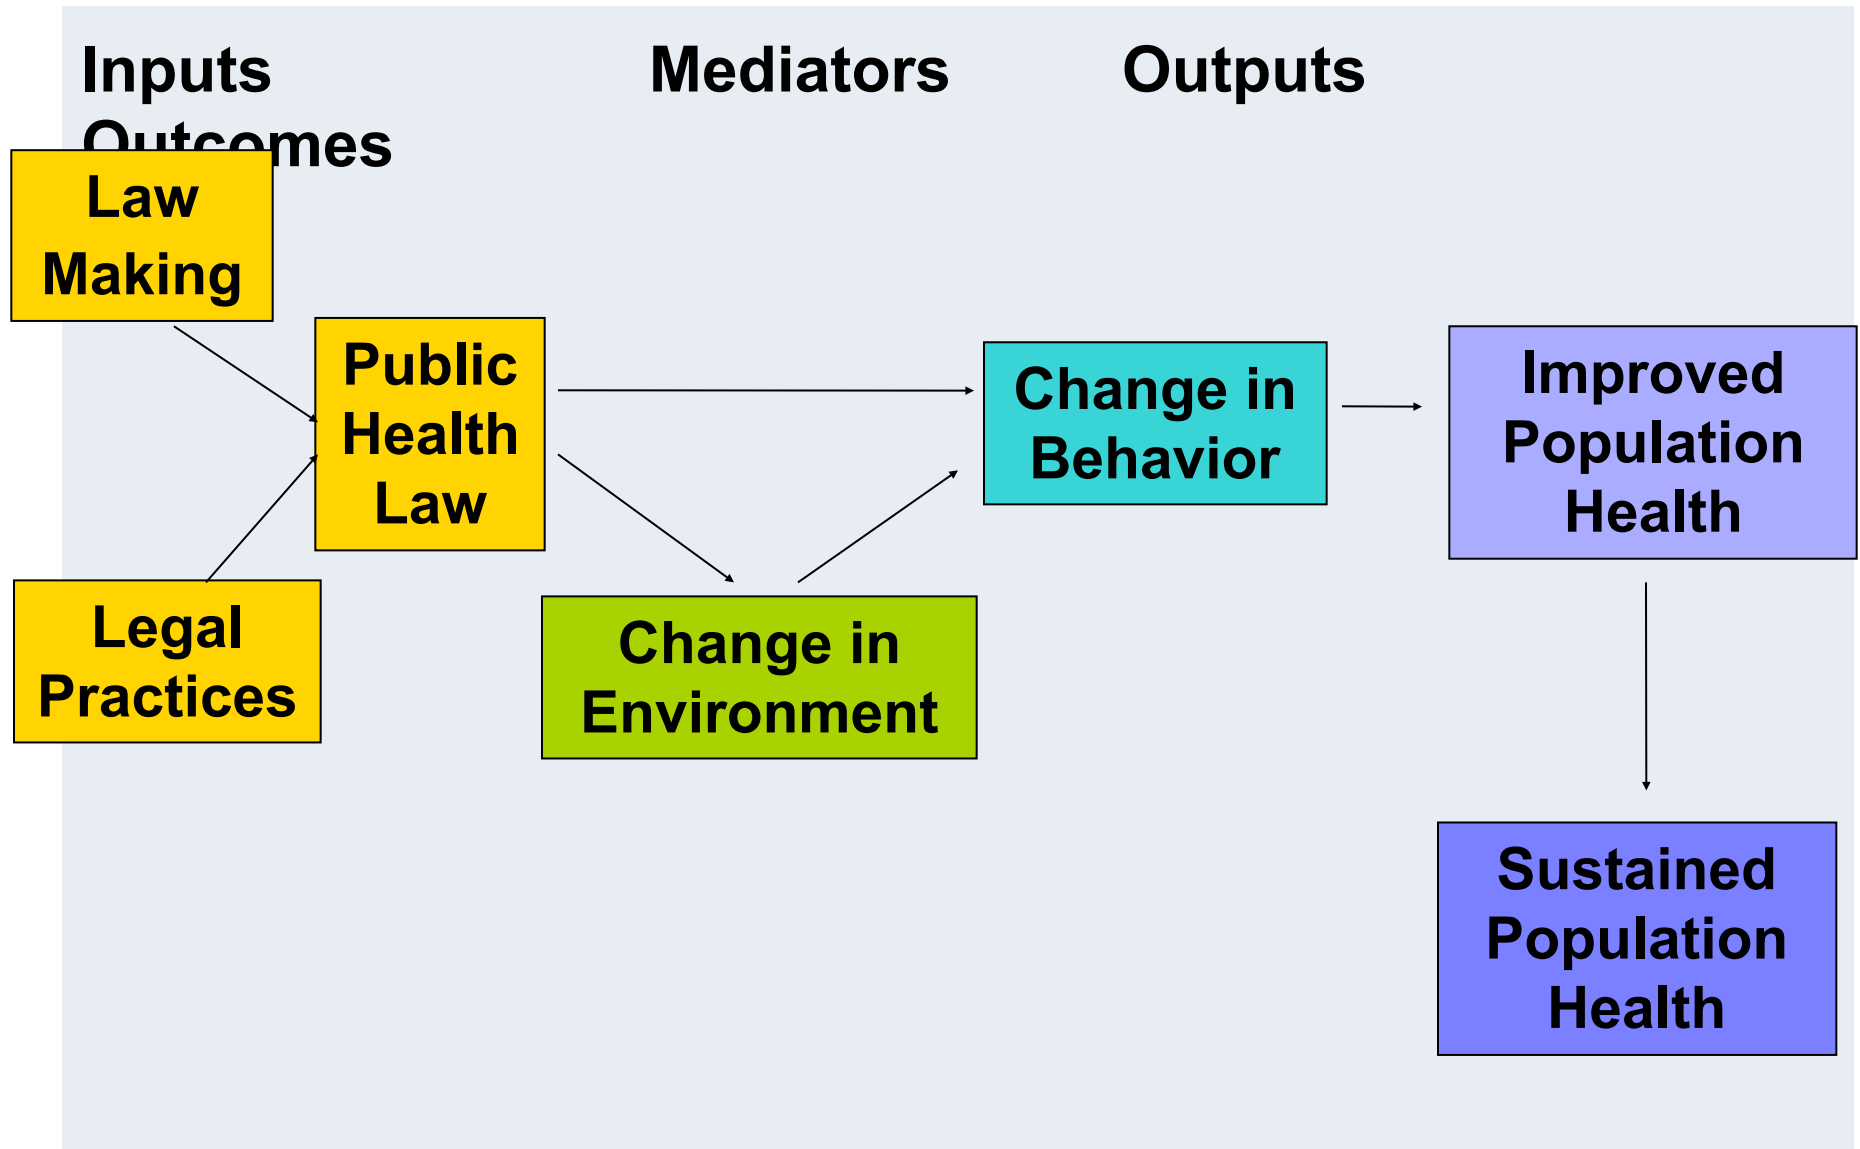 Inputs Mediators Outputs
Outcomes
Law
Making
Public
Health
Law
Legal
Practices
Change in
Environment
Change in
Behavior
Improved
Population
Health
Sustained
Population
Health